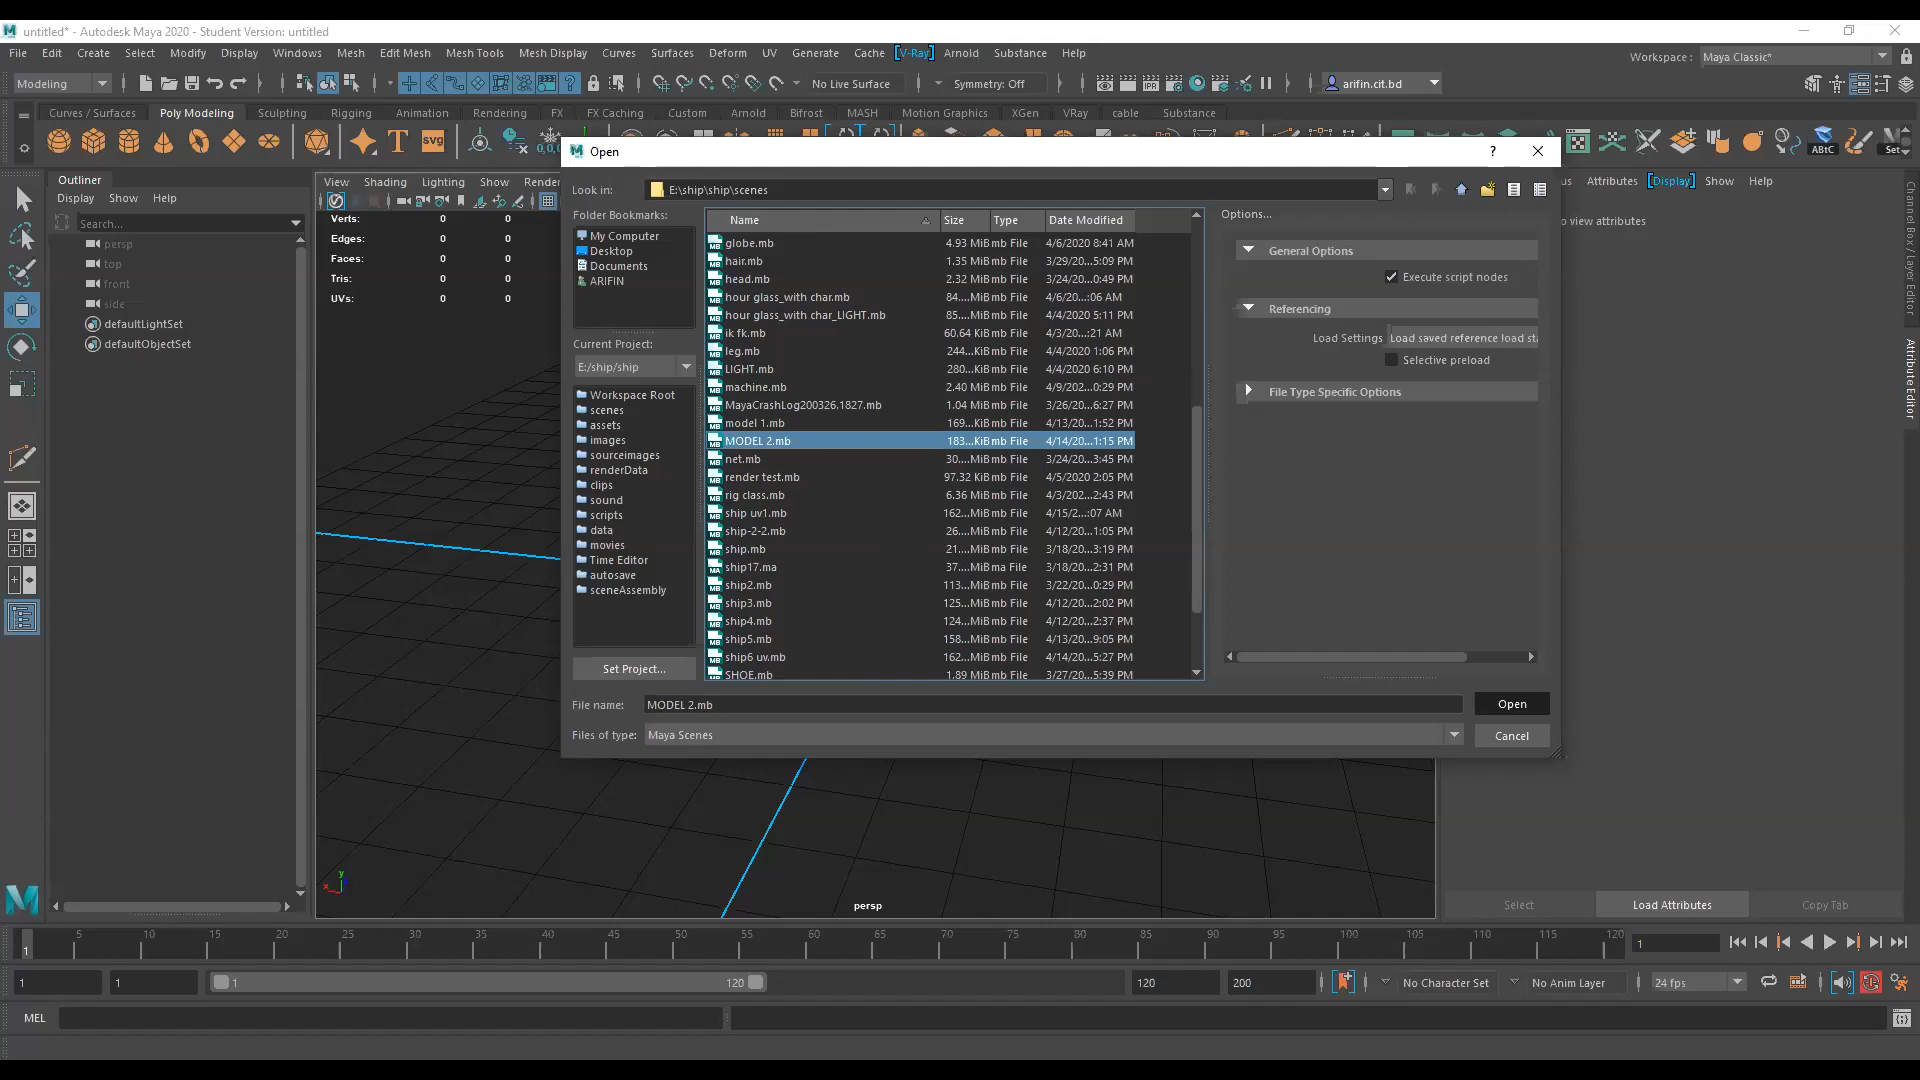 untitled* - Autodesk Maya 2020 - Student Version: untitled
File Edit Create Select Modify Display Windows Mesh Edit Mesh Mesh Tools Mesh Display Curves Surfaces Deform UV Generate Cache [V-Ray] Arnold Substance Help
Workspace : Maya Classic*
Modeling No Live Surface Symmetry: Off arifin.cit.bd
Curves / Surfaces Poly Modeling Sculpting Rigging Animation Rendering FX FX Caching Custom Arnold Bifrost MASH Motion Graphics XGen VRay cable Substance
T SVG 0,0,0 ABtC Set
Open ?
Outliner
Display Show Help
Search...
persp
top
front
side
defaultLightSet
defaultObjectSet
View Shading Lighting Show Render
Verts: 0 0
Edges: 0 0
Faces: 0 0
Tris: 0 0
UVs: 0 0
Look in: E:\ship\ship\scenes
Folder Bookmarks:
My Computer
Desktop
Documents
ARIFIN
Current Project:
E:/ship/ship
Workspace Root
scenes
assets
images
sourceimages
renderData
clips
sound
scripts
data
movies
Time Editor
autosave
sceneAssembly
Set Project...
Name Size Type Date Modified
globe.mb 4.93 MiB mb File 4/6/2020 8:41 AM
hair.mb 1.35 MiB mb File 3/29/20...5:09 PM
head.mb 2.32 MiB mb File 3/24/20...0:49 PM
hour glass_with char.mb 84....MiB mb File 4/6/20...:06 AM
hour glass_with char_LIGHT.mb 85....MiB mb File 4/4/2020 5:11 PM
ik fk.mb 60.64 KiB mb File 4/3/20...:21 AM
leg.mb 244...KiB mb File 4/4/2020 1:06 PM
LIGHT.mb 280...KiB mb File 4/4/2020 6:10 PM
machine.mb 2.40 MiB mb File 4/9/202...0:29 PM
MayaCrashLog200326.1827.mb 1.04 MiB mb File 3/26/20...6:27 PM
model 1.mb 169...KiB mb File 4/13/20...1:52 PM
MODEL 2.mb 183...KiB mb File 4/14/20...1:15 PM
net.mb 30....MiB mb File 3/24/20...3:45 PM
render test.mb 97.32 KiB mb File 4/5/2020 2:05 PM
rig class.mb 6.36 MiB mb File 4/3/202...2:43 PM
ship uv1.mb 162...MiB mb File 4/15/2...:07 AM
ship-2-2.mb 26....MiB mb File 4/12/20...1:05 PM
ship.mb 21....MiB mb File 3/18/20...3:19 PM
ship17.ma 37....MiB ma File 3/18/20...2:31 PM
ship2.mb 113...MiB mb File 3/22/20...0:29 PM
ship3.mb 125...MiB mb File 4/12/20...2:02 PM
ship4.mb 124...MiB mb File 4/12/20...2:37 PM
ship5.mb 158...MiB mb File 4/13/20...9:05 PM
ship6 uv.mb 162...MiB mb File 4/14/20...5:27 PM
SHOE.mb 1.89 MiB mb File 3/27/20...5:39 PM
Options...
General Options
Execute script nodes
Referencing
Load Settings Load saved reference load sta
Selective preload
File Type Specific Options
File name: MODEL 2.mb Open
Files of type: Maya Scenes Cancel
us Attributes [Display] Show Help
o view attributes
Channel Box / Layer Editor
Attribute Editor
y
x
persp
Select Load Attributes Copy Tab
1 5 10 15 20 25 30 35 40 45 50 55 60 65 70 75 80 85 90 95 100 105 110 115 120 1
1 1 1 120 120 200 No Character Set No Anim Layer 24 fps
MEL